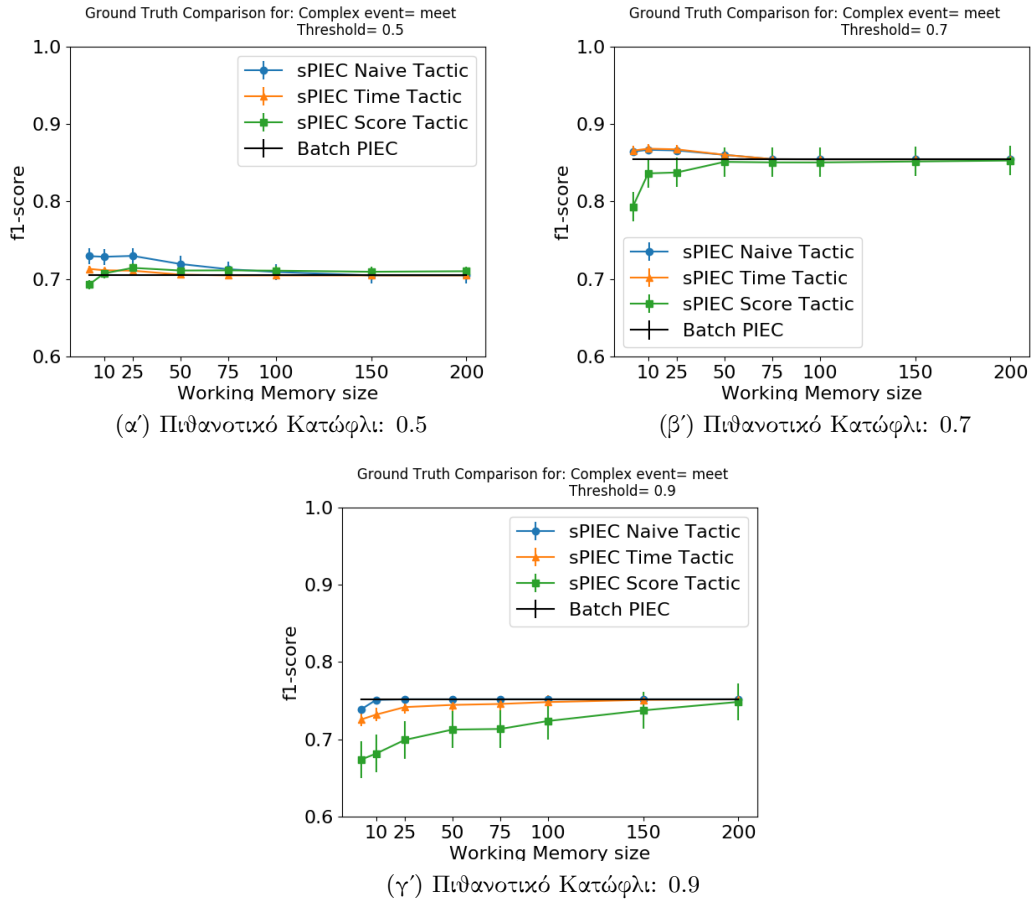 Ground Truth Comparison for: Complex event= meet
Threshold= 0.5
1.0
0.9
0.8
0.7
0.6
f1-score
sPIEC Naive Tactic
sPIEC Time Tactic
sPIEC Score Tactic
Batch PIEC
10 25 50 75 100 150 200
Working Memory size
(α΄) Πιθανοτικό Κατώφλι: 0.5
Ground Truth Comparison for: Complex event= meet
Threshold= 0.7
1.0
0.9
0.8
0.7
0.6
f1-score
sPIEC Naive Tactic
sPIEC Time Tactic
sPIEC Score Tactic
Batch PIEC
10 25 50 75 100 150 200
Working Memory size
(β΄) Πιθανοτικό Κατώφλι: 0.7
Ground Truth Comparison for: Complex event= meet
Threshold= 0.9
1.0
0.9
0.8
0.7
0.6
f1-score
sPIEC Naive Tactic
sPIEC Time Tactic
sPIEC Score Tactic
Batch PIEC
10 25 50 75 100 150 200
Working Memory size
(γ΄) Πιθανοτικό Κατώφλι: 0.9